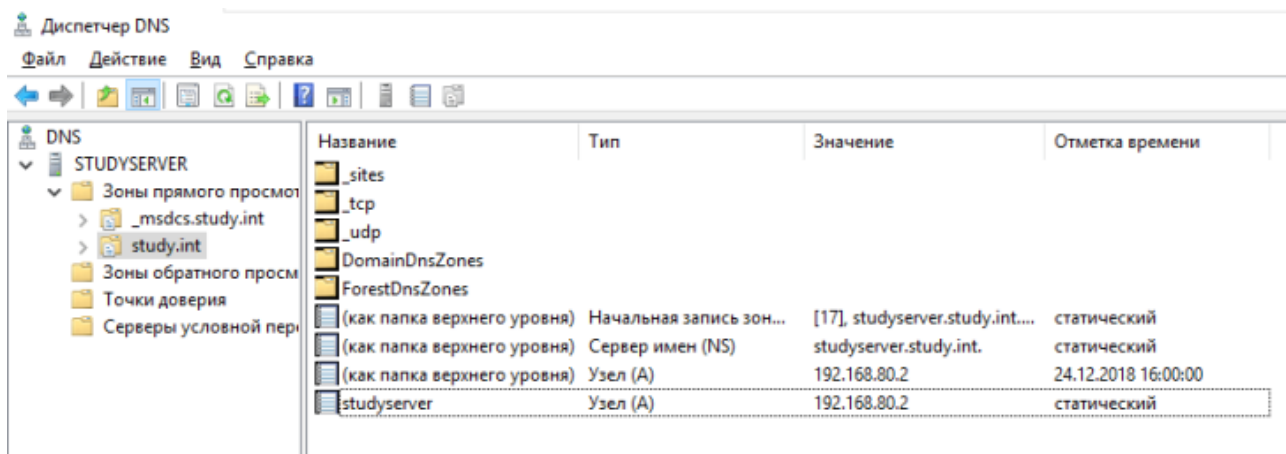 Диспетчер DNS
Файл Действие Вид Справка
DNS
STUDYSERVER
Зоны прямого просмот
_msdcs.study.int
study.int
Зоны обратного просм
Точки доверия
Серверы условной пере
Название Тип Значение Отметка времени
_sites
_tcp
_udp
DomainDnsZones
ForestDnsZones
(как папка верхнего уровня) Начальная запись зон... [17], studyserver.study.int.... статический
(как папка верхнего уровня) Сервер имен (NS) studyserver.study.int. статический
(как папка верхнего уровня) Узел (A) 192.168.80.2 24.12.2018 16:00:00
studyserver Узел (A) 192.168.80.2 статический